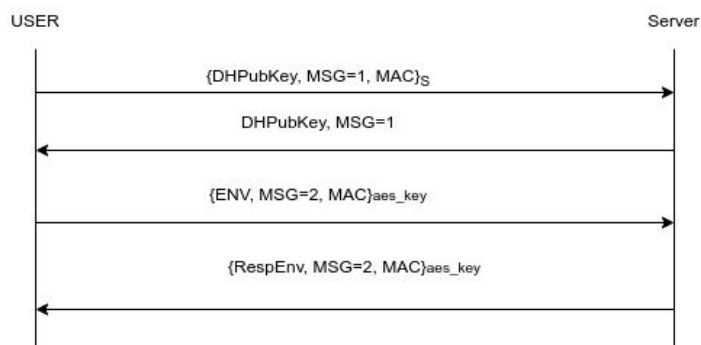 USER
Server
{DHPubKey, MSG=1, MAC}S
DHPubKey, MSG=1
{ENV, MSG=2, MAC}aes_key
{RespEnv, MSG=2, MAC}aes_key